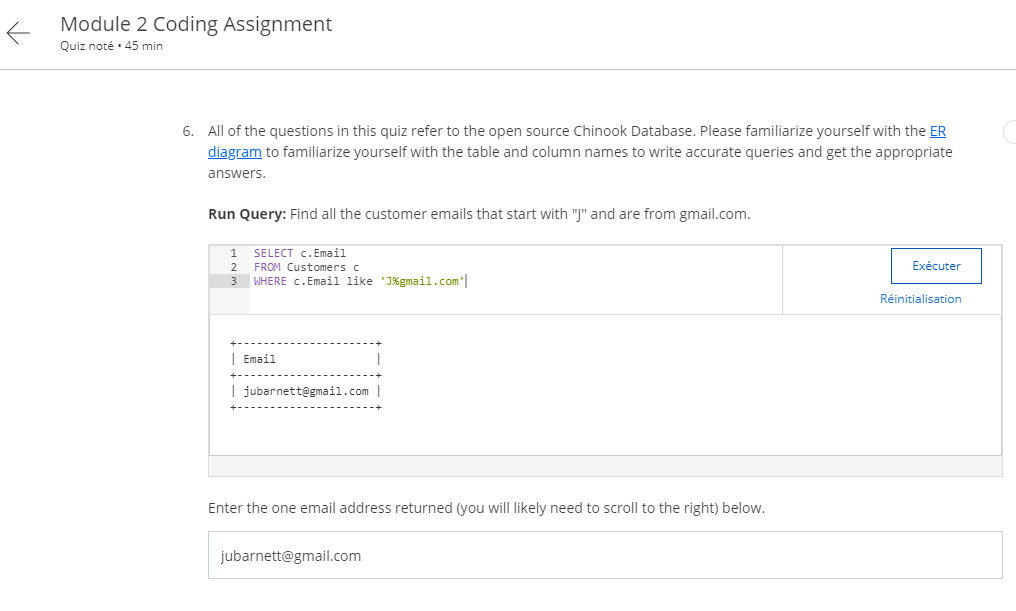 Module 2 Coding Assignment
Quiz noté • 45 min
6. All of the questions in this quiz refer to the open source Chinook Database. Please familiarize yourself with the ER
diagram to familiarize yourself with the table and column names to write accurate queries and get the appropriate
answers.
Run Query: Find all the customer emails that start with "J" and are from gmail.com.
1 SELECT c.Email
2 FROM Customers c
3 WHERE c.Email like 'J%gmail.com'
Exécuter
Réinitialisation
+---------------------+
| Email               |
+---------------------+
| jubarnett@gmail.com |
+---------------------+
Enter the one email address returned (you will likely need to scroll to the right) below.
jubarnett@gmail.com